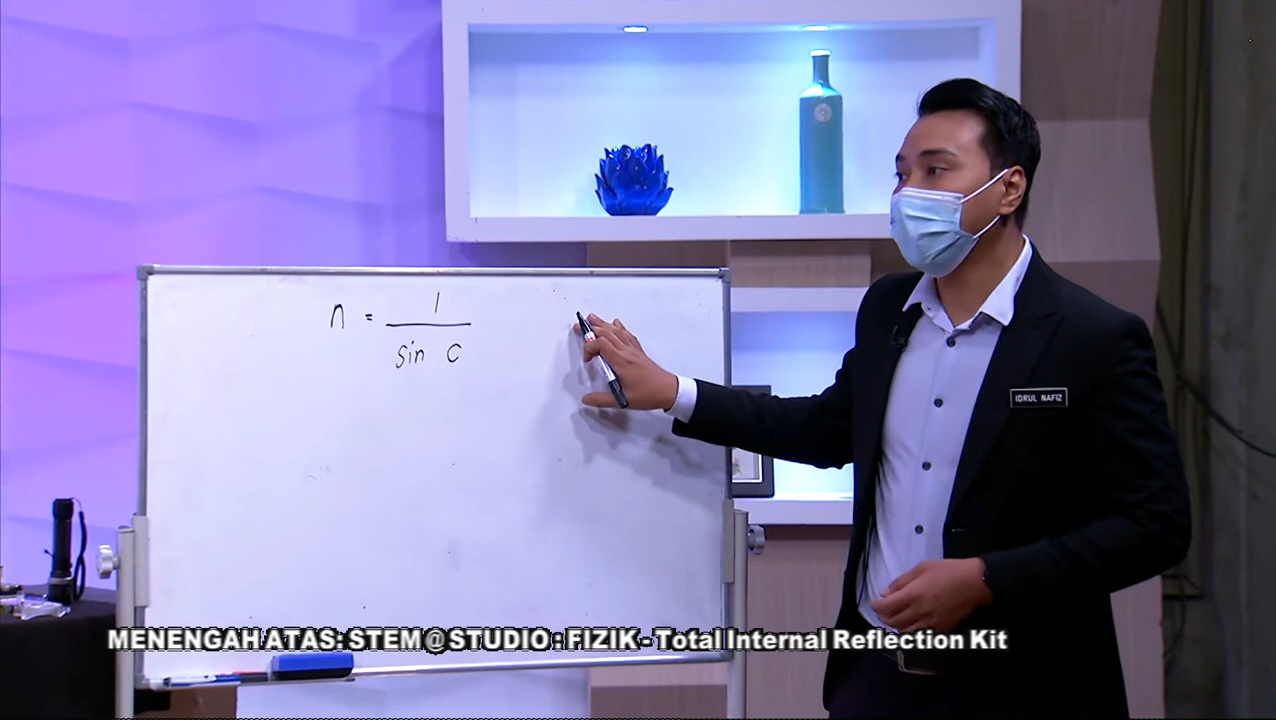 n = 1
sin C
IDRUL NAFIZ
MENENGAH ATAS: STEM@STUDIO : FIZIK - Total Internal Reflection Kit